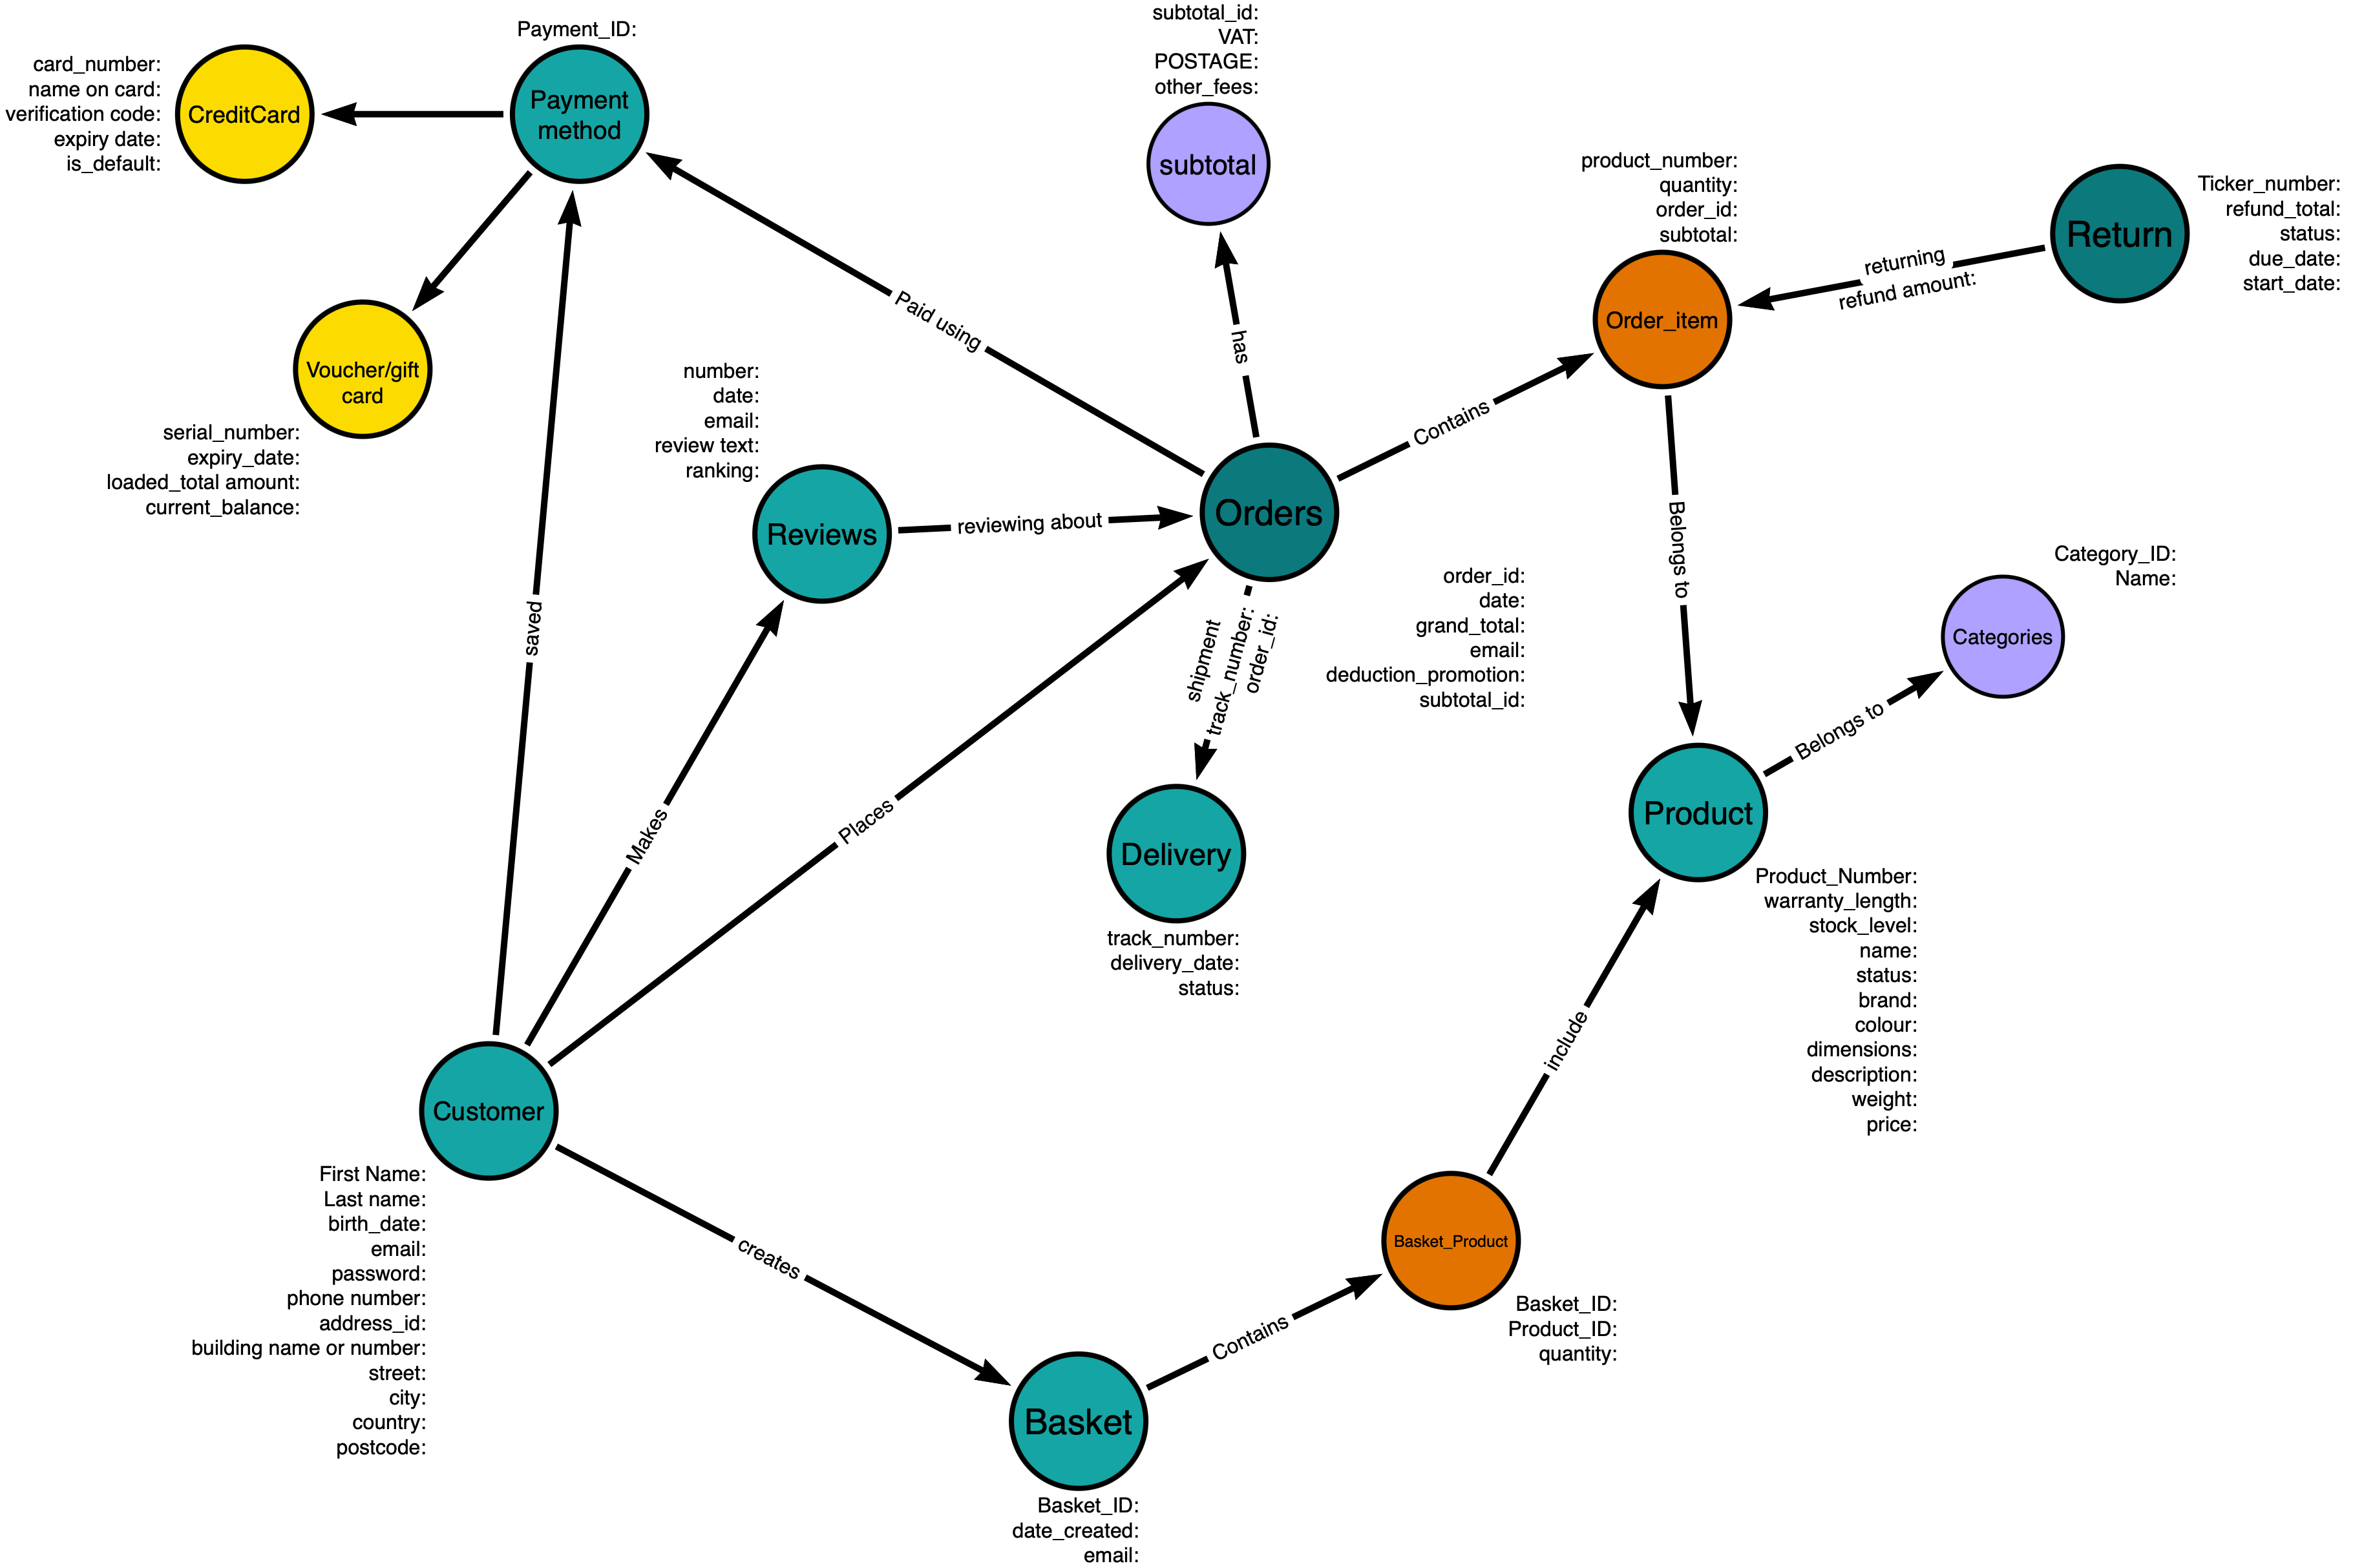 Payment_ID:
Payment
method
card_number:
name on card:
verification code:
expiry date:
is_default:
CreditCard
Voucher/gift
card
serial_number:
expiry_date:
loaded_total amount:
current_balance:
subtotal_id:
VAT:
POSTAGE:
other_fees:
subtotal
has
Paid using
product_number:
quantity:
order_id:
subtotal:
Order_item
returning
refund amount:
Return
Ticker_number:
refund_total:
status:
due_date:
start_date:
number:
date:
email:
review text:
ranking:
Reviews
reviewing about
Orders
Contains
order_id:
date:
grand_total:
email:
deduction_promotion:
subtotal_id:
shipment
track_number:
order_id:
Delivery
track_number:
delivery_date:
status:
Belongs to
Category_ID:
Name:
Categories
Belongs to
Product
Product_Number:
warranty_length:
stock_level:
name:
status:
brand:
colour:
dimensions:
description:
weight:
price:
saved
Makes
Places
Customer
First Name:
Last name:
birth_date:
email:
password:
phone number:
address_id:
building name or number:
street:
city:
country:
postcode:
creates
Basket
Basket_ID:
date_created:
email:
Contains
Basket_Product
Basket_ID:
Product_ID:
quantity:
include